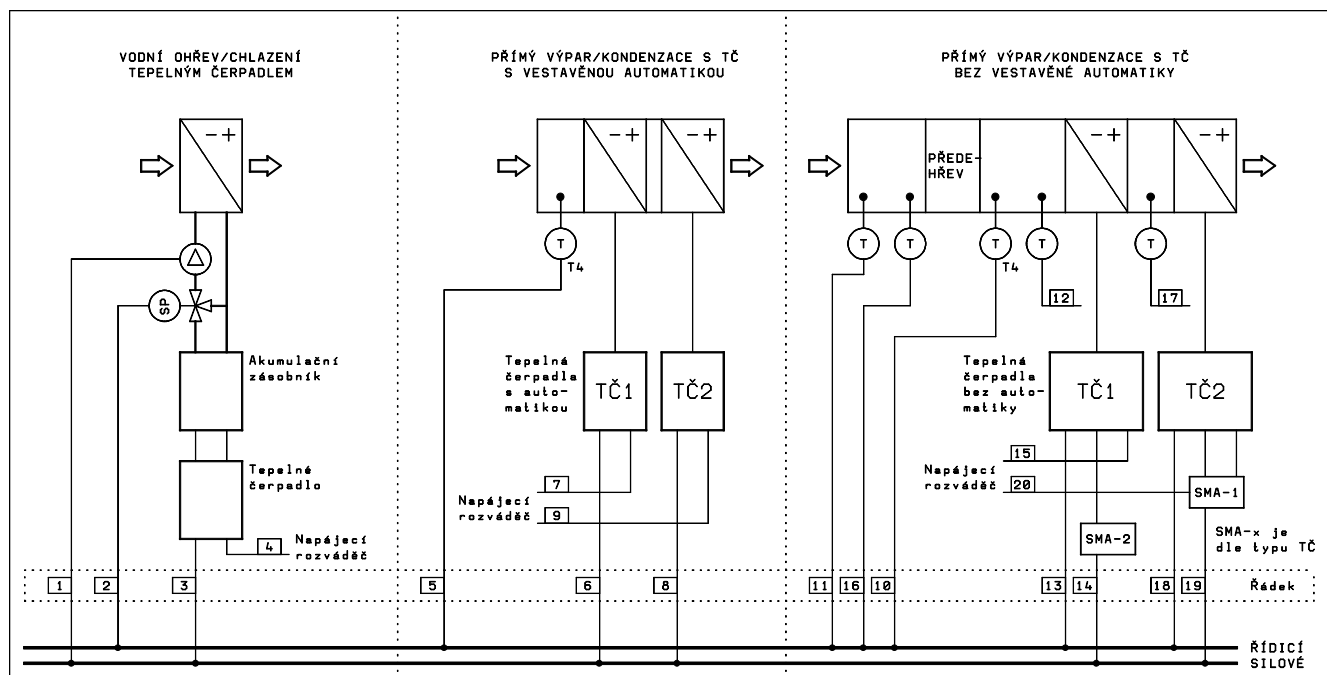 VODNÍ OHŘEV/CHLAZENÍ
TEPELNÝM ČERPADLEM
PŘÍMÝ VÝPAR/KONDENZACE S TČ
S VESTAVĚNOU AUTOMATIKOU
PŘÍMÝ VÝPAR/KONDENZACE S TČ
BEZ VESTAVĚNÉ AUTOMATIKY
-+
-+
-+
-+
-+
PŘEDE-
HŘEV
T
T4
T
T
T
T4
T
T
SP
12
17
Akumulační
zásobník
Tepelné
čerpadlo
4
Napájecí
rozváděč
Tepelná
čerpadla
s auto-
matikou
TČ1
TČ2
7
Napájecí
rozváděč
9
Tepelná
čerpadla
bez auto-
matiky
TČ1
TČ2
15
Napájecí
rozváděč
20
SMA-1
SMA-2
SMA-x je
dle typu TČ
1
2
3
5
6
8
11
16
10
13
14
18
19
Řádek
ŘÍDICÍ
SILOVÉ